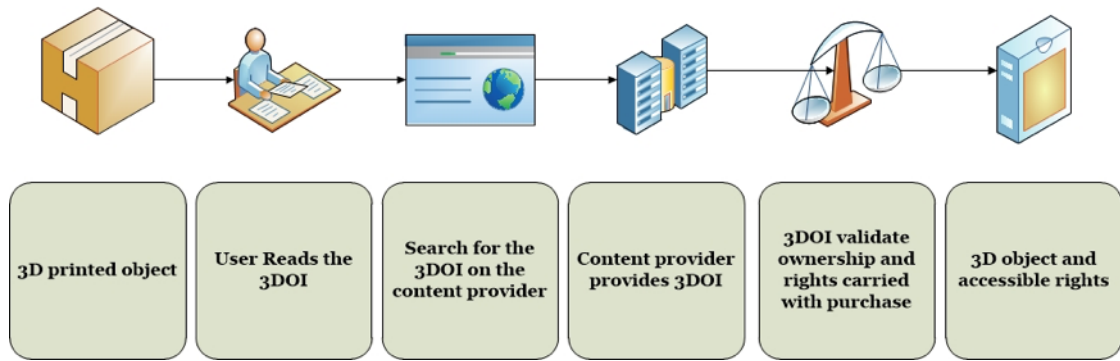 3D printed object
User Reads the
3DOI
Search for the
3DOI on the
content provider
Content provider
provides 3DOI
3DOI validate
ownership and
rights carried
with purchase
3D object and
accessible rights